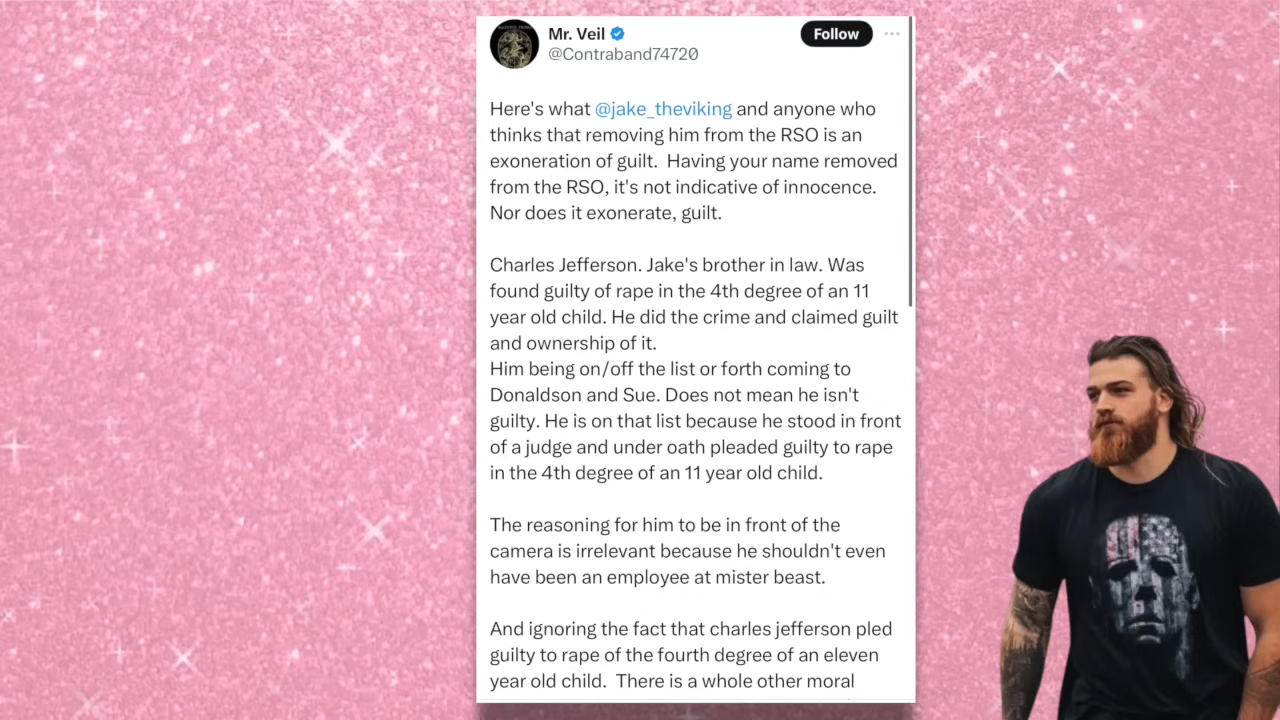 Mr. Veil
@Contraband74720
Follow
Here's what @jake_theviking and anyone who
thinks that removing him from the RSO is an
exoneration of guilt.  Having your name removed
from the RSO, it's not indicative of innocence.
Nor does it exonerate, guilt.
Charles Jefferson. Jake's brother in law. Was
found guilty of rape in the 4th degree of an 11
year old child. He did the crime and claimed guilt
and ownership of it.
Him being on/off the list or forth coming to
Donaldson and Sue. Does not mean he isn't
guilty. He is on that list because he stood in front
of a judge and under oath pleaded guilty to rape
in the 4th degree of an 11 year old child.
The reasoning for him to be in front of the
camera is irrelevant because he shouldn't even
have been an employee at mister beast.
And ignoring the fact that charles jefferson pled
guilty to rape of the fourth degree of an eleven
year old child.  There is a whole other moral